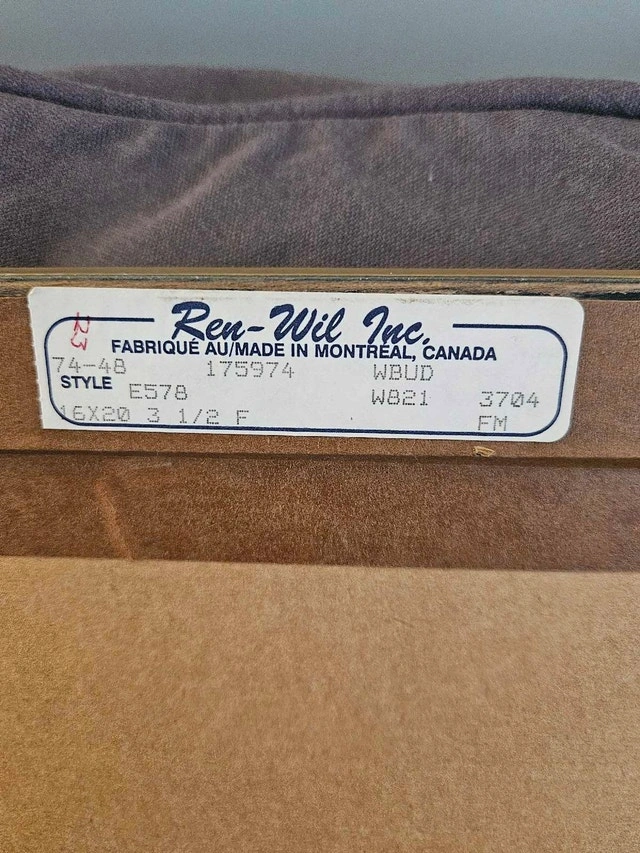 Ren-Wil Inc.
FABRIQUÉ AU/MADE IN MONTRÉAL, CANADA
74-48 175974 WBUD
STYLE E578 W821 3704
16X20 3 1/2 F FM